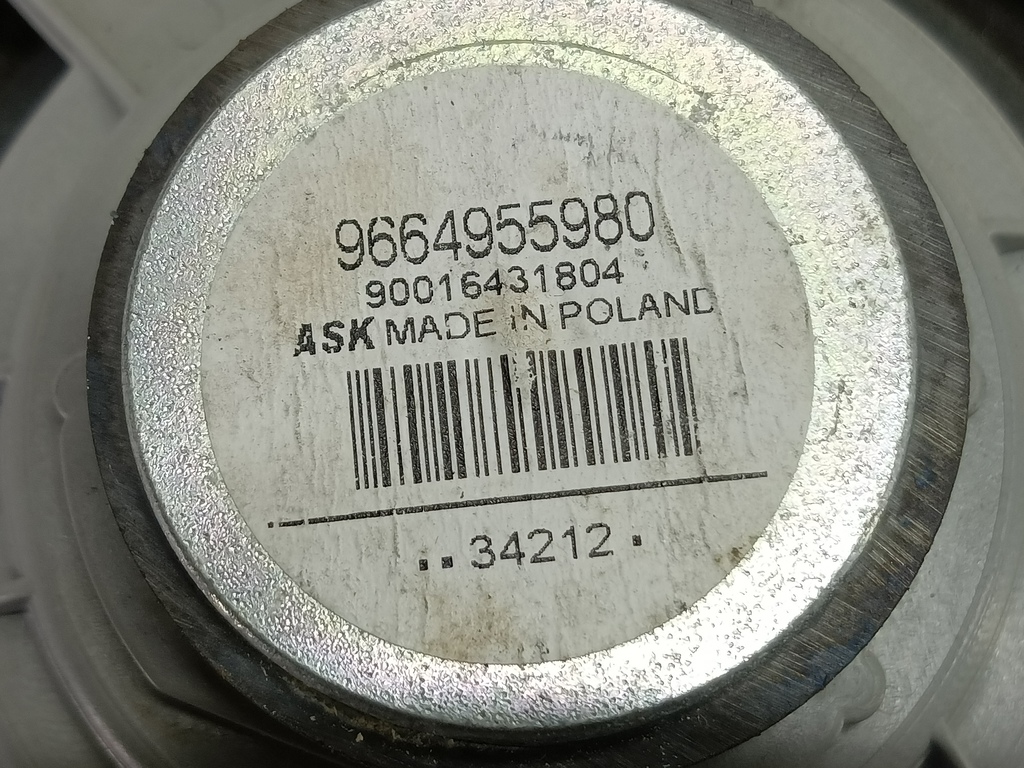 9664955980
90016431804
ASK MADE IN POLAND
..34212.